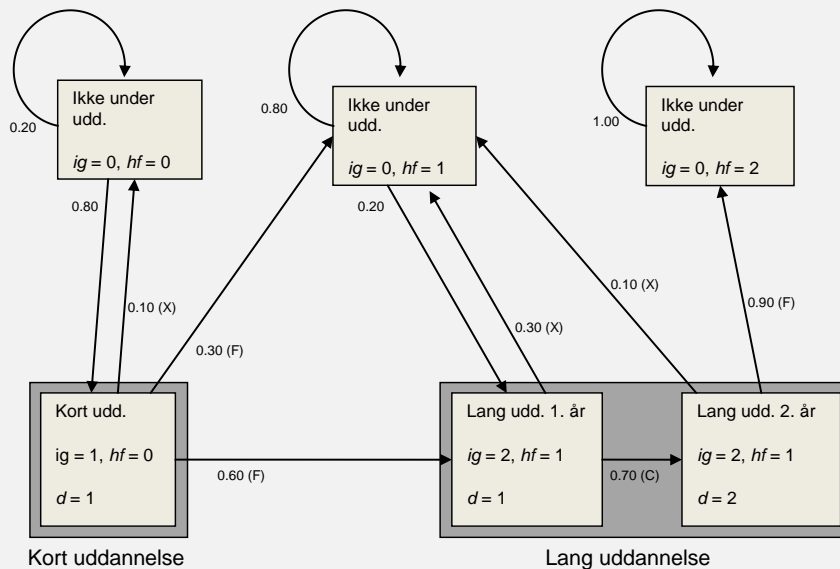 Ikke under
udd.
ig = 0, hf = 0
0.20
Ikke under
udd.
ig = 0, hf = 1
0.80
Ikke under
udd.
ig = 0, hf = 2
1.00
0.80
0.10 (X)
0.30 (F)
0.20
0.30 (X)
0.10 (X)
0.90 (F)
Kort udd.
ig = 1, hf = 0
d = 1
0.60 (F)
Lang udd. 1. år
ig = 2, hf = 1
d = 1
0.70 (C)
Lang udd. 2. år
ig = 2, hf = 1
d = 2
Kort uddannelse
Lang uddannelse